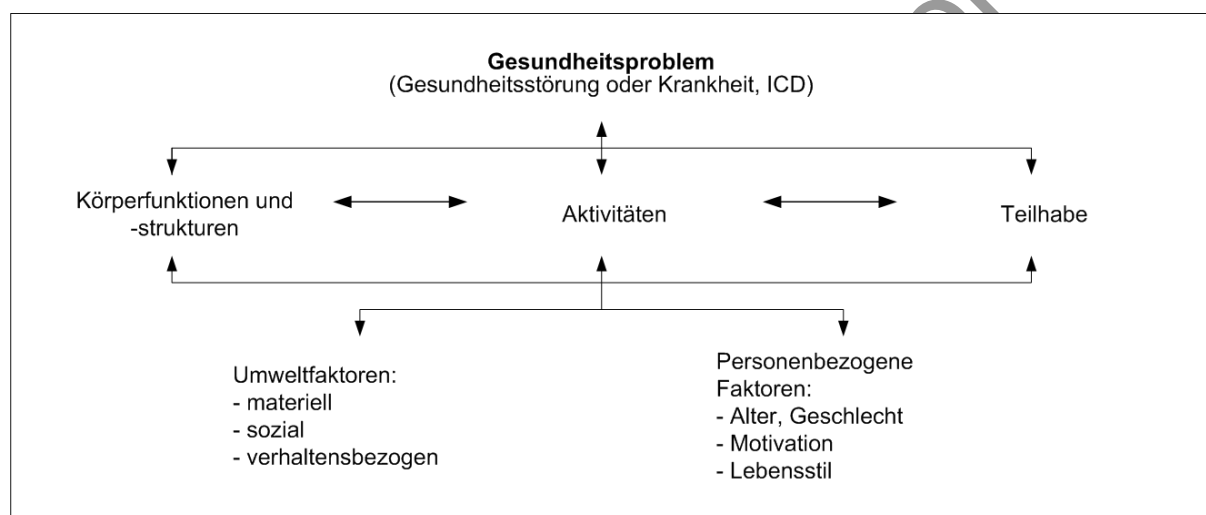 Gesundheitsproblem
(Gesundheitsstörung oder Krankheit, ICD)
Körperfunktionen und
-strukturen
Aktivitäten
Teilhabe
Umweltfaktoren:
- materiell
- sozial
- verhaltensbezogen
Personenbezogene
Faktoren:
- Alter, Geschlecht
- Motivation
- Lebensstil